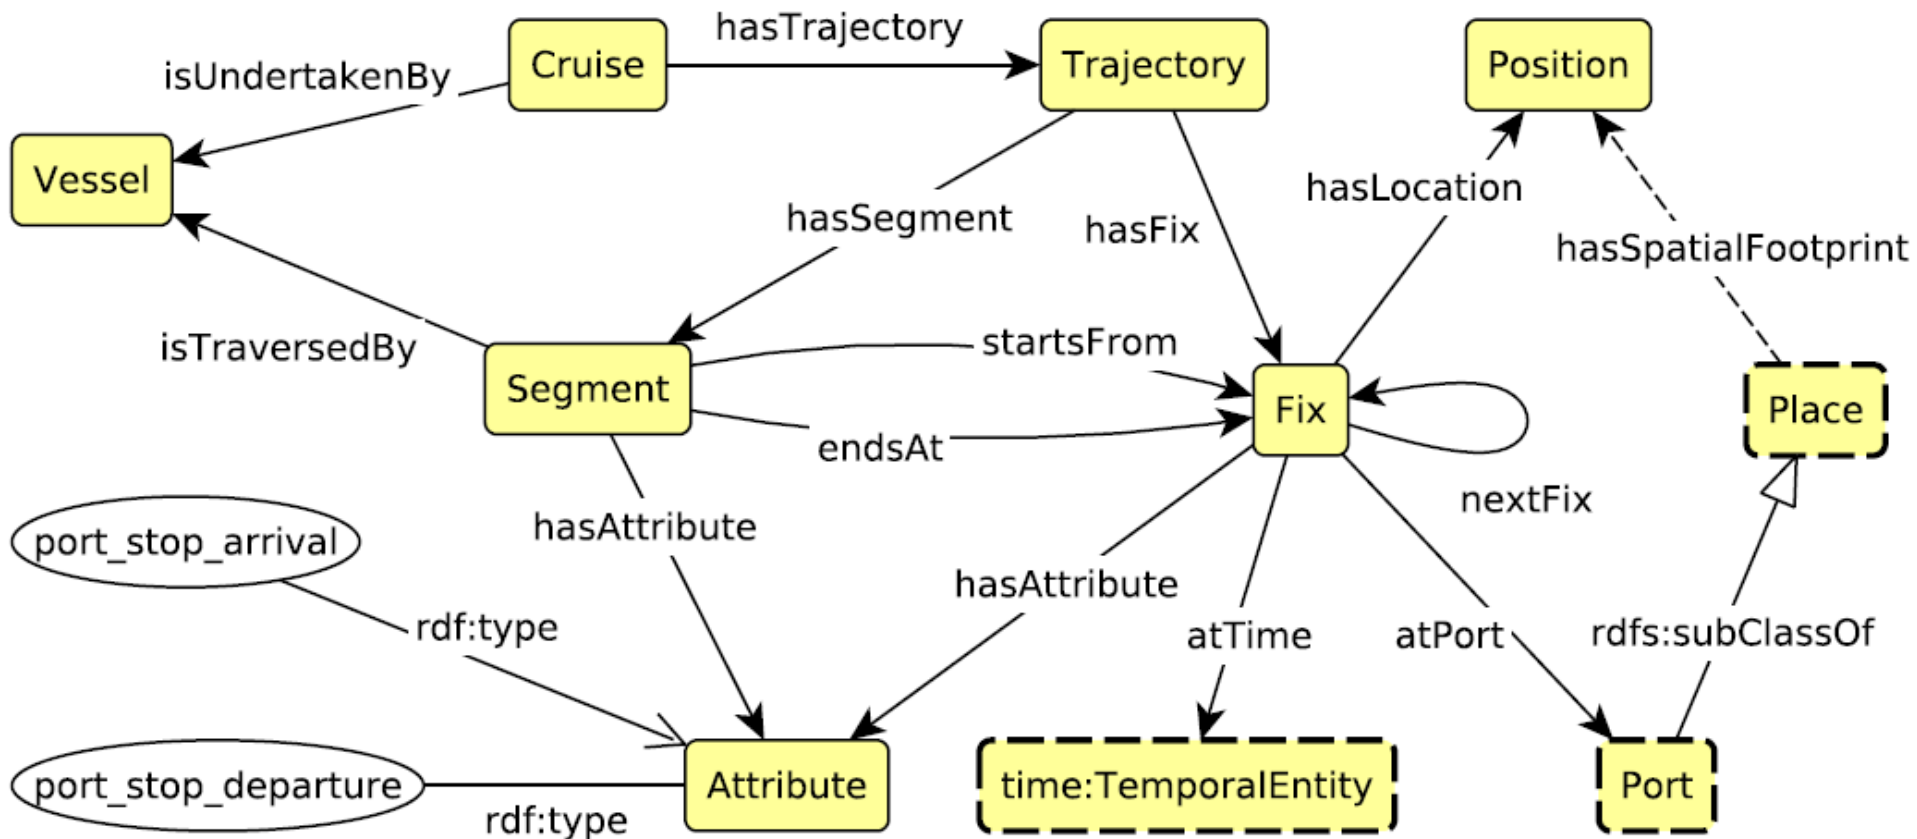 hasTrajectory
Cruise
Trajectory
Position
isUndertakenBy
Vessel
hasLocation
hasSegment
hasFix
hasSpatialFootprint
isTraversedBy
startsFrom
Segment
Fix
Place
endsAt
nextFix
hasAttribute
port_stop_arrival
hasAttribute
rdf:type
atTime
atPort
rdfs:subClassOf
port_stop_departure
Attribute
time:TemporalEntity
Port
rdf:type